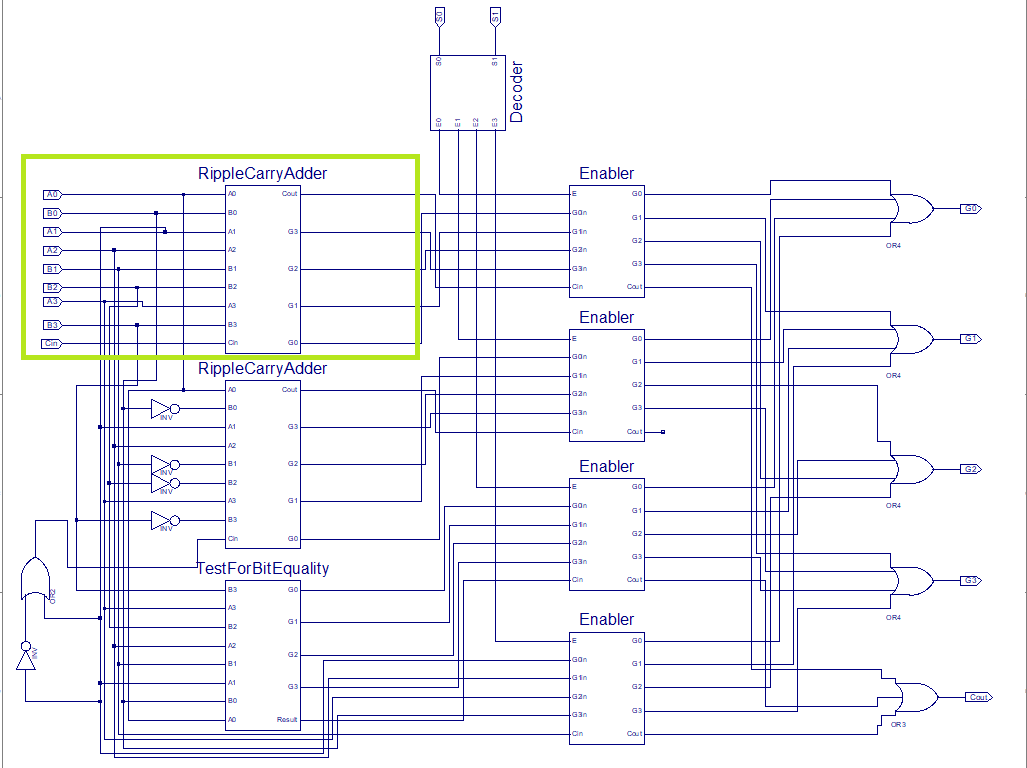 S0
S1
S0
S1
Decoder
E0
E1
E2
E3
RippleCarryAdder
A0
B0
A1
A2
B1
B2
A3
B3
Cin
A0
B0
A1
A2
B1
B2
A3
B3
Cin
Cout
G3
G2
G1
G0
RippleCarryAdder
A0
B0
A1
A2
B1
B2
A3
B3
Cin
Cout
G3
G2
G1
G0
INV
INV
INV
INV
TestForBitEquality
B3
A3
B2
A2
B1
A1
B0
A0
G0
G1
G2
G3
Result
OR2
INV
Enabler
E
G0in
G1in
G2in
G3in
Cin
G0
G1
G2
G3
Cout
Enabler
E
G0in
G1in
G2in
G3in
Cin
G0
G1
G2
G3
Cout
Enabler
E
G0in
G1in
G2in
G3in
Cin
G0
G1
G2
G3
Cout
Enabler
E
G0in
G1in
G2in
G3in
Cin
G0
G1
G2
G3
Cout
G0
OR4
G1
OR4
G2
OR4
G3
OR4
Cout
OR3